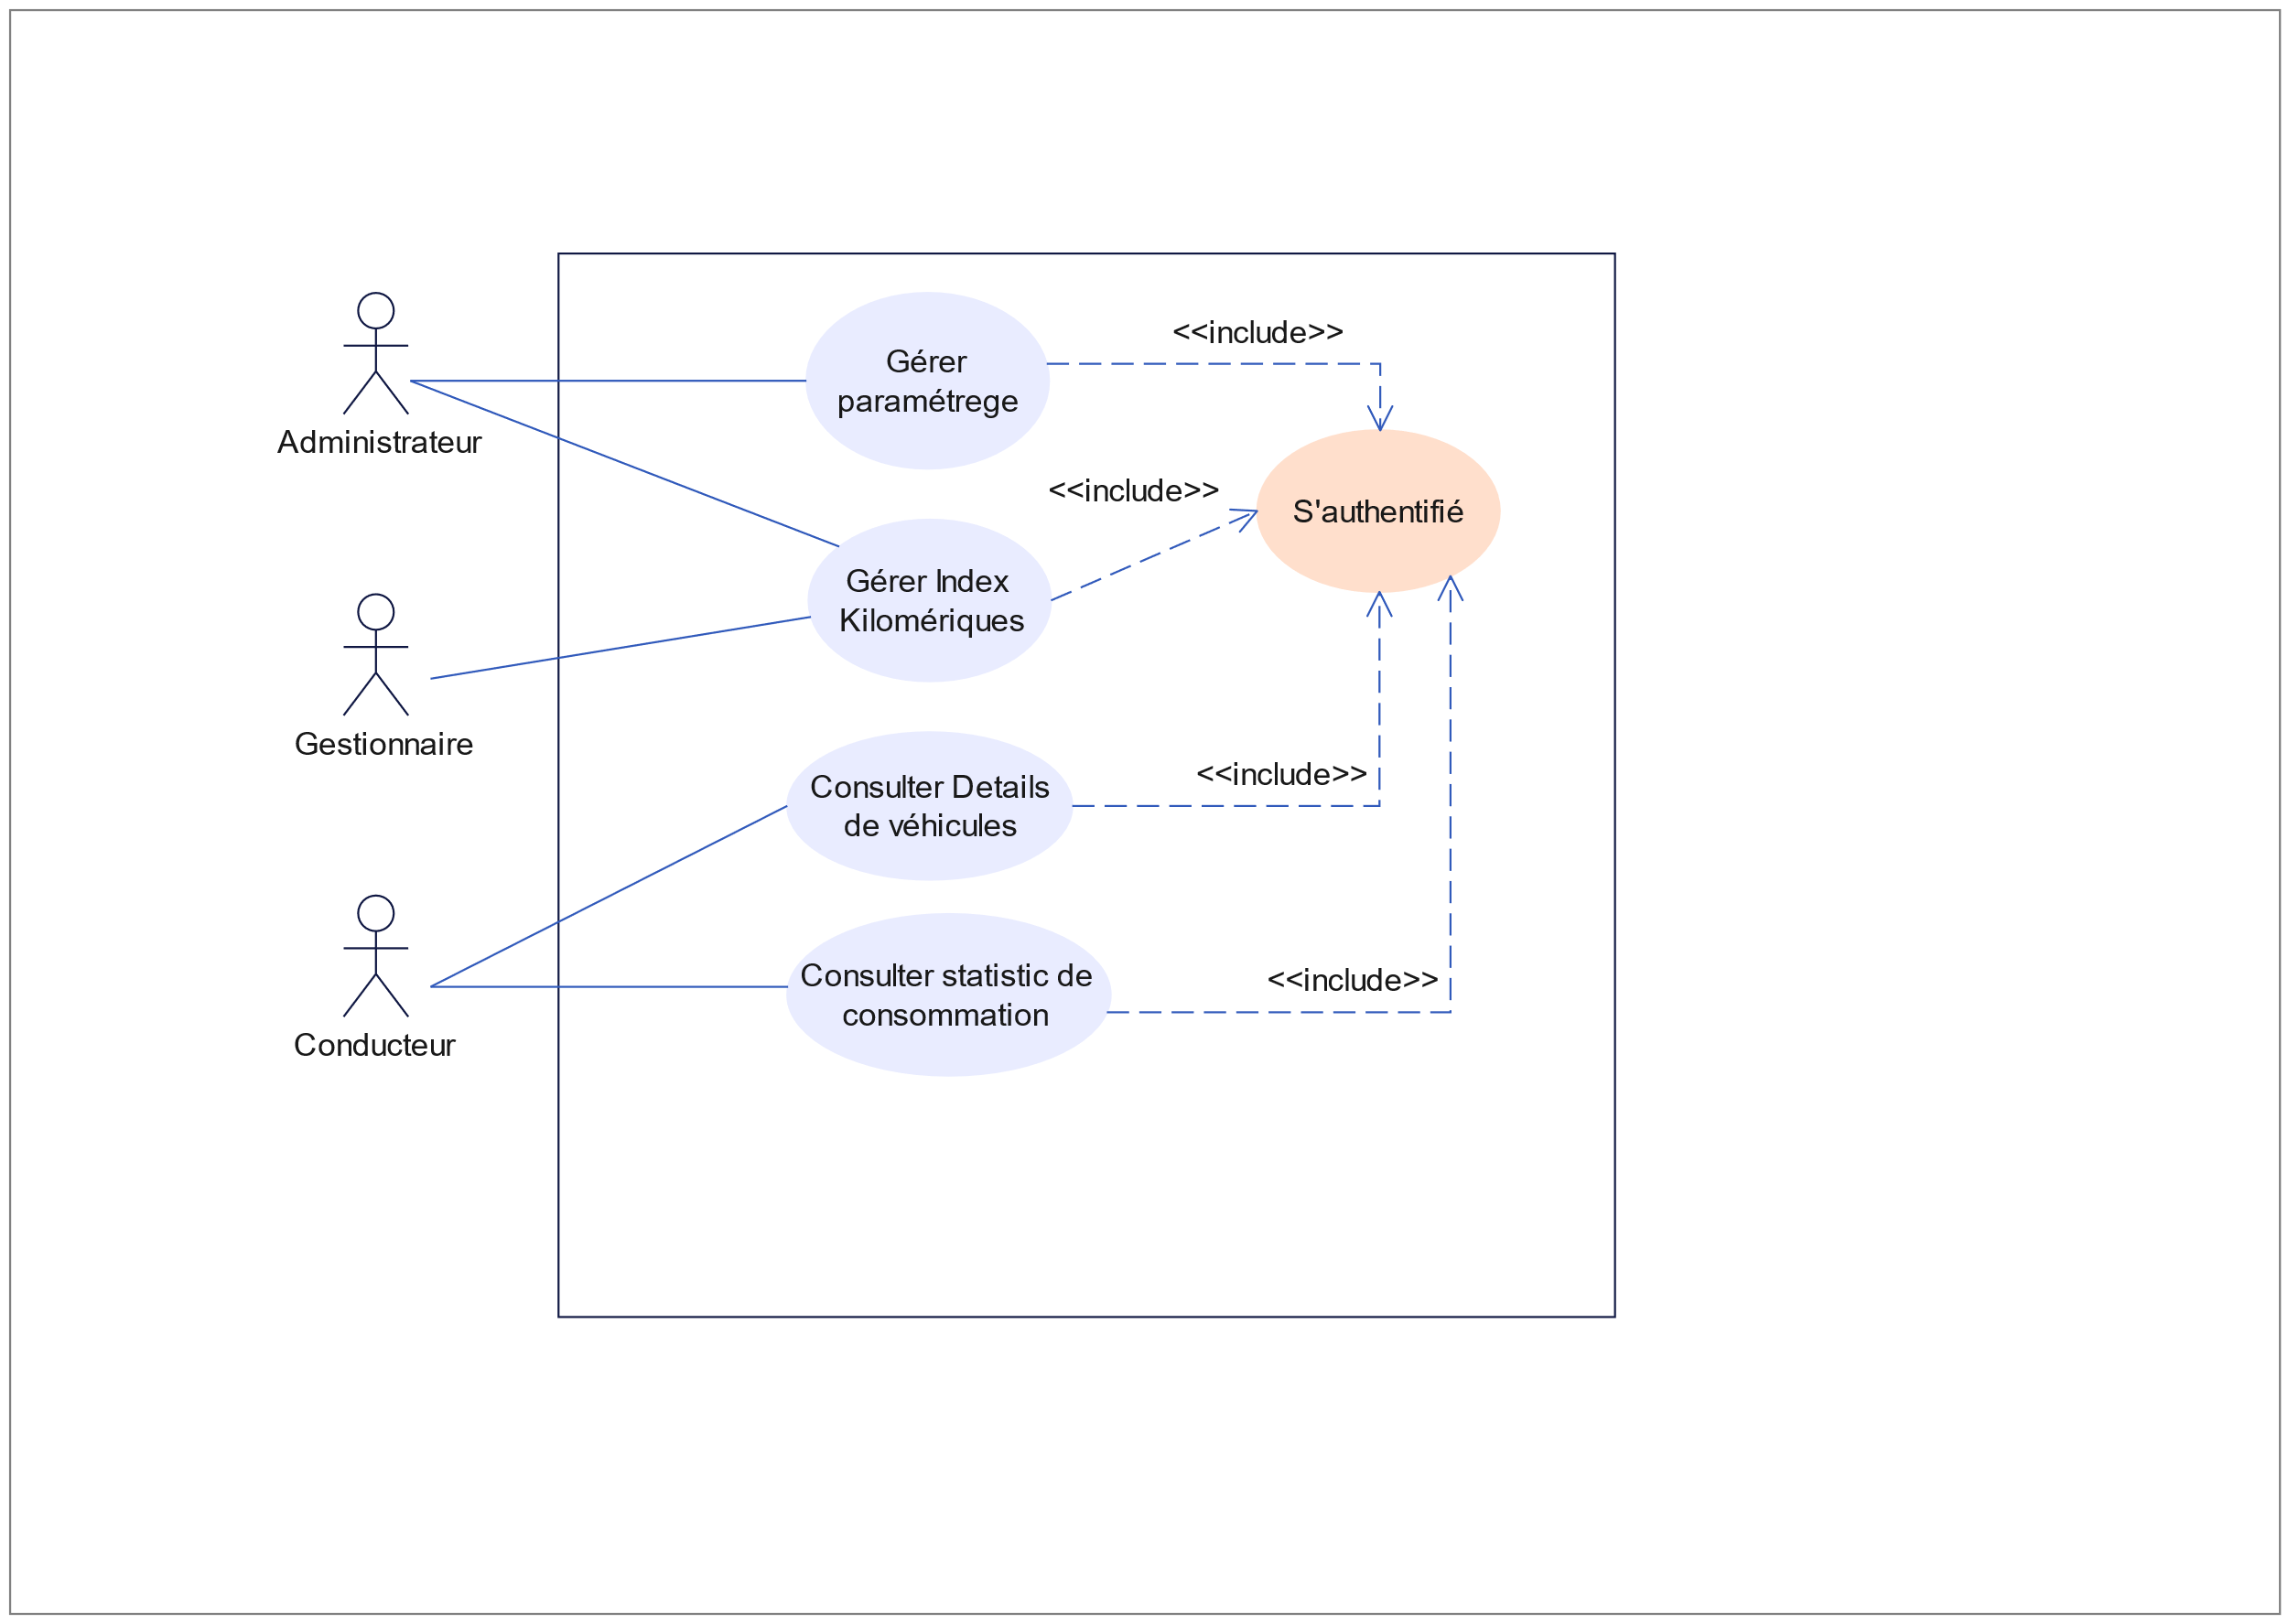 <<include>>
Gérer
paramétrege
Administrateur
<<include>>
S'authentifié
Gérer Index
Kilomériques
Gestionnaire
<<include>>
Consulter Details
de véhicules
Consulter statistic de
consommation
<<include>>
Conducteur